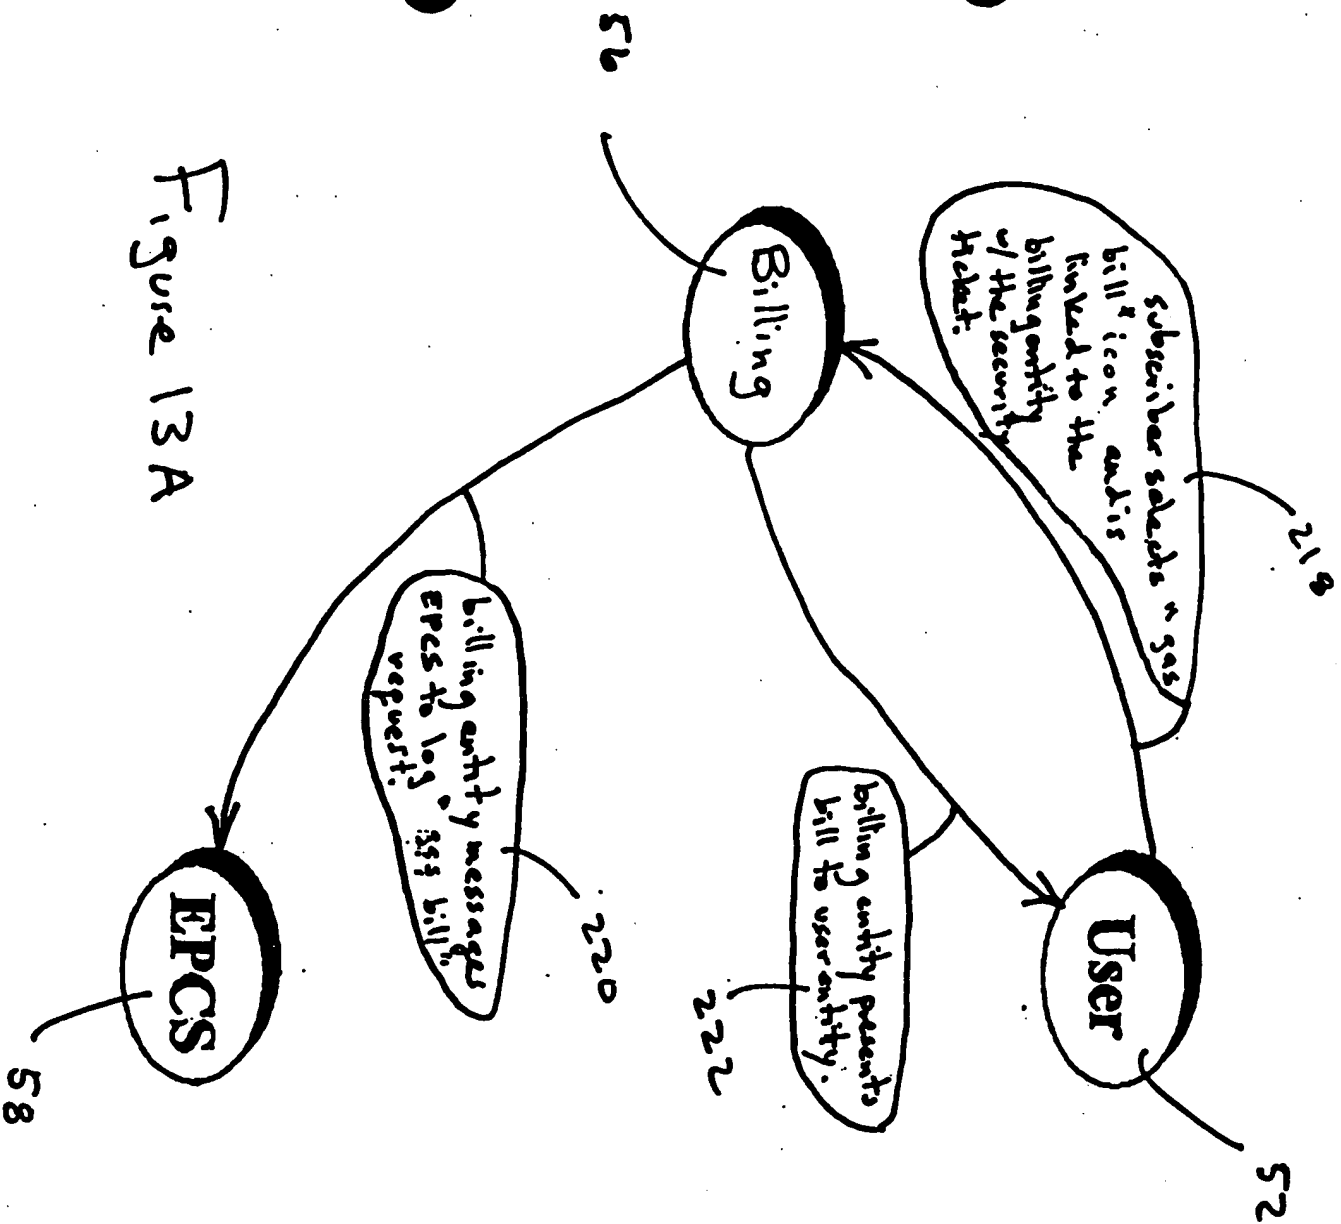 218
subscriber selects "gas
bill" icon and is
linked to the
billing entity
w/ the security
ticket.
52
User
56
Billing
billing entity presents
bill to user entity.
222
billing entity messages
EPCS to log "
bill"
request.
220
EPCS
58
Figure 13A